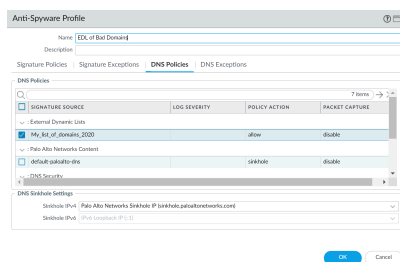 Anti-Spyware Profile
Name EDL of Bad Domains
Description
Signature Policies | Signature Exceptions | DNS Policies | DNS Exceptions
DNS Policies
7 items
SIGNATURE SOURCE LOG SEVERITY POLICY ACTION PACKET CAPTURE
: External Dynamic Lists
My_list_of_domains_2020 allow disable
: Palo Alto Networks Content
default-paloalto-dns sinkhole disable
: DNS Security
DNS Sinkhole Settings
Sinkhole IPv4 Palo Alto Networks Sinkhole IP (sinkhole.paloaltonetworks.com)
Sinkhole IPv6 IPv6 Loopback IP (::1)
OK Cancel